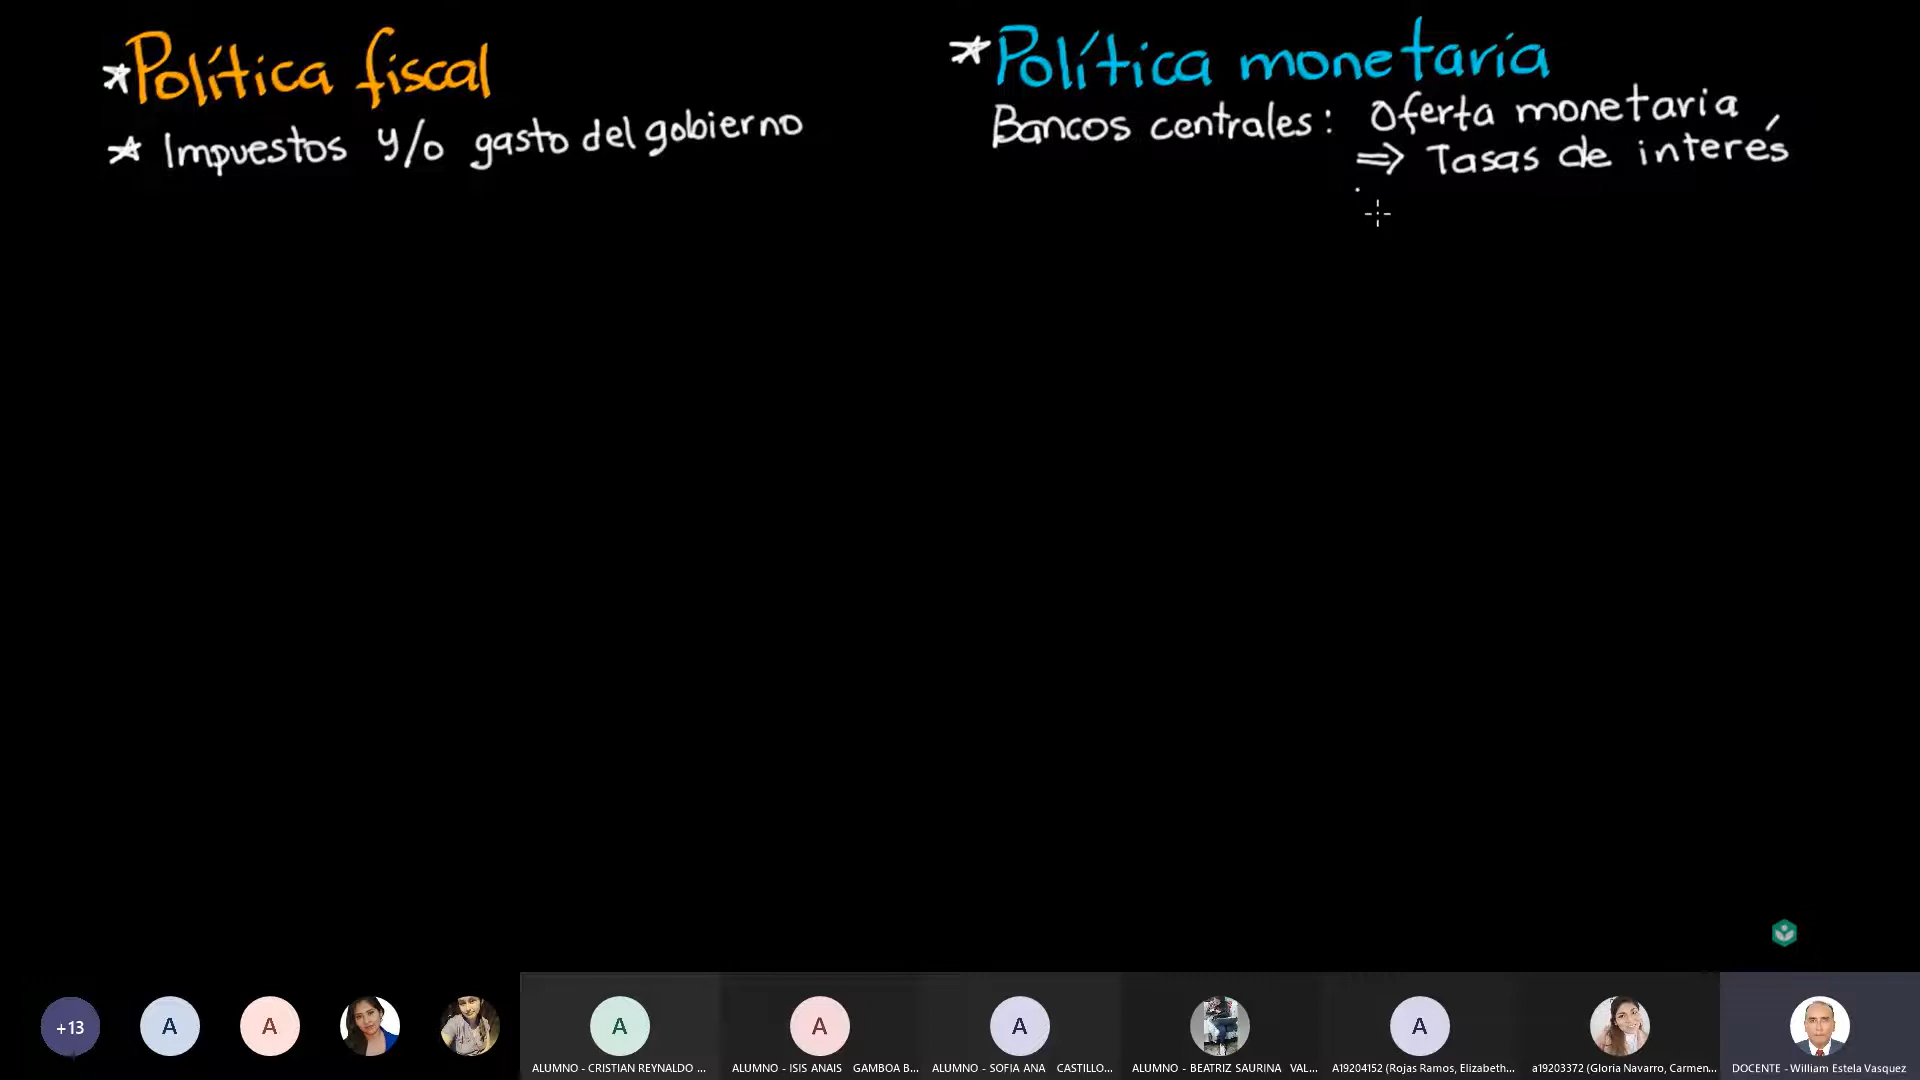 *Política fiscal
* Impuestos y/o gasto del gobierno
*Política monetaria
Bancos centrales: Oferta monetaria
=> Tasas de interés
+13
A
A
A
A
A
A
ALUMNO - CRISTIAN REYNALDO ...
ALUMNO - ISIS ANAIS GAMBOA B...
ALUMNO - SOFIA ANA CASTILLO...
ALUMNO - BEATRIZ SAURINA VAL...
A19204152 (Rojas Ramos, Elizabeth...
a19203372 (Gloria Navarro, Carmen...
DOCENTE - William Estela Vasquez